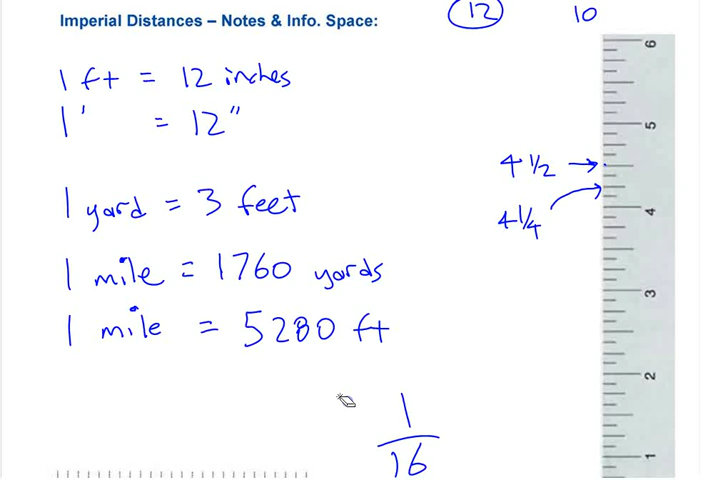 Imperial Distances – Notes & Info. Space:
12 10
1 ft = 12 inches
1' = 12"
1 yard = 3 feet
1 mile = 1760 yards
1 mile = 5280 ft
1/16
4 1/2
4 1/4
6
5
4
3
2
1